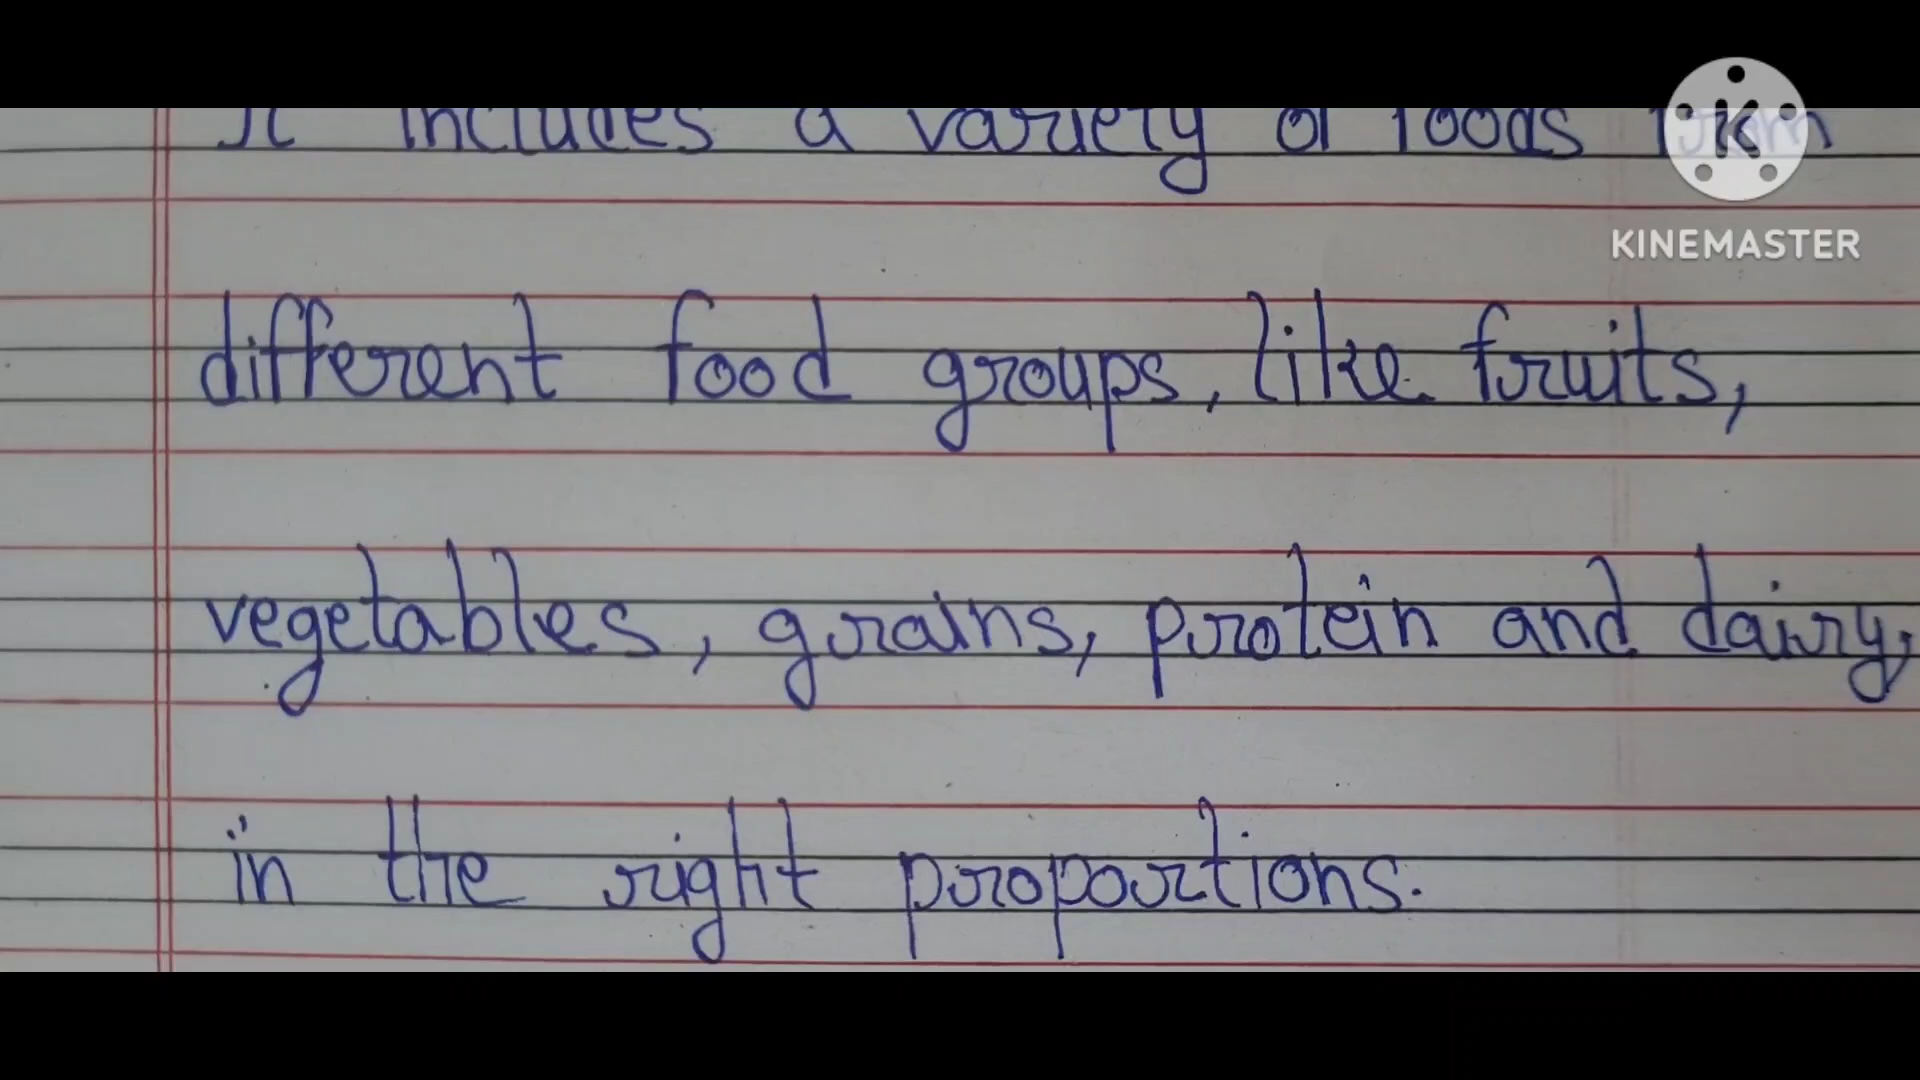 It includes a variety of foods from
KINEMASTER
different food groups, like fruits,
vegetables, grains, protein and dairy,
in the right proportions.